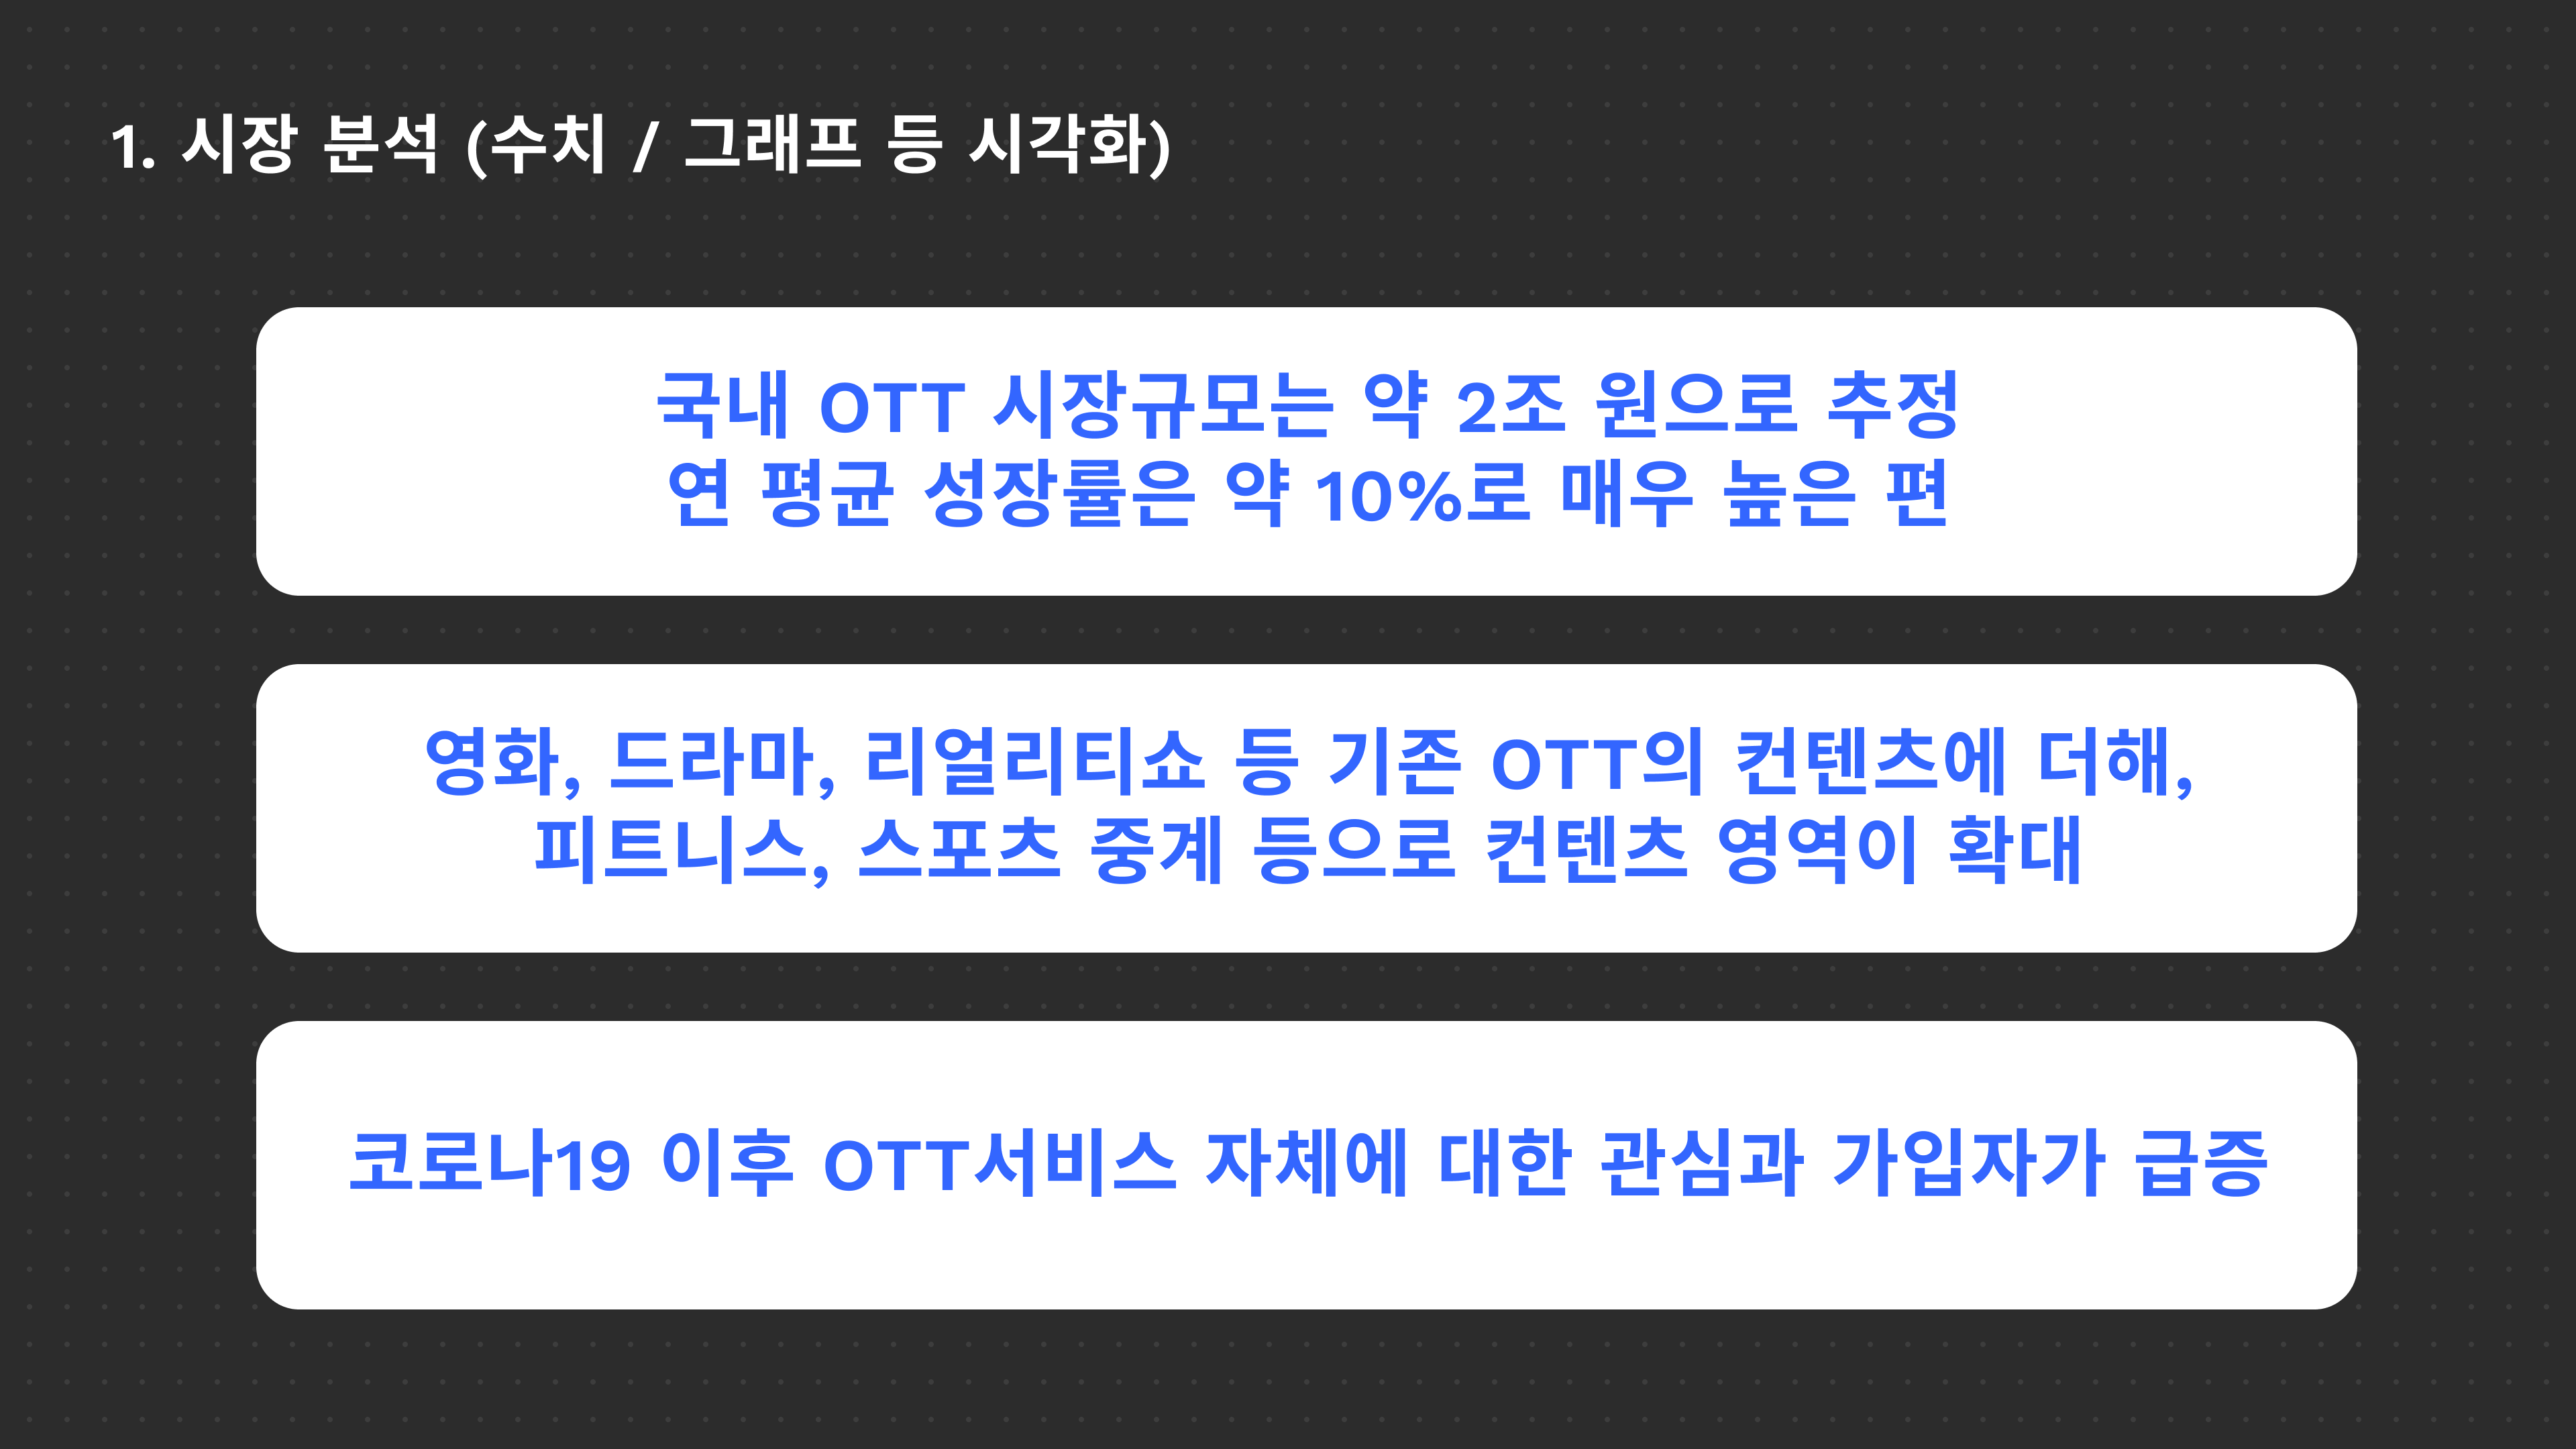 1. 시장 분석 (수치 / 그래프 등 시각화)
국내 OTT 시장규모는 약 2조 원으로 추정
연 평균 성장률은 약 10%로 매우 높은 편
영화, 드라마, 리얼리티쇼 등 기존 OTT의 컨텐츠에 더해,
피트니스, 스포츠 중계 등으로 컨텐츠 영역이 확대
코로나19 이후 OTT서비스 자체에 대한 관심과 가입자가 급증